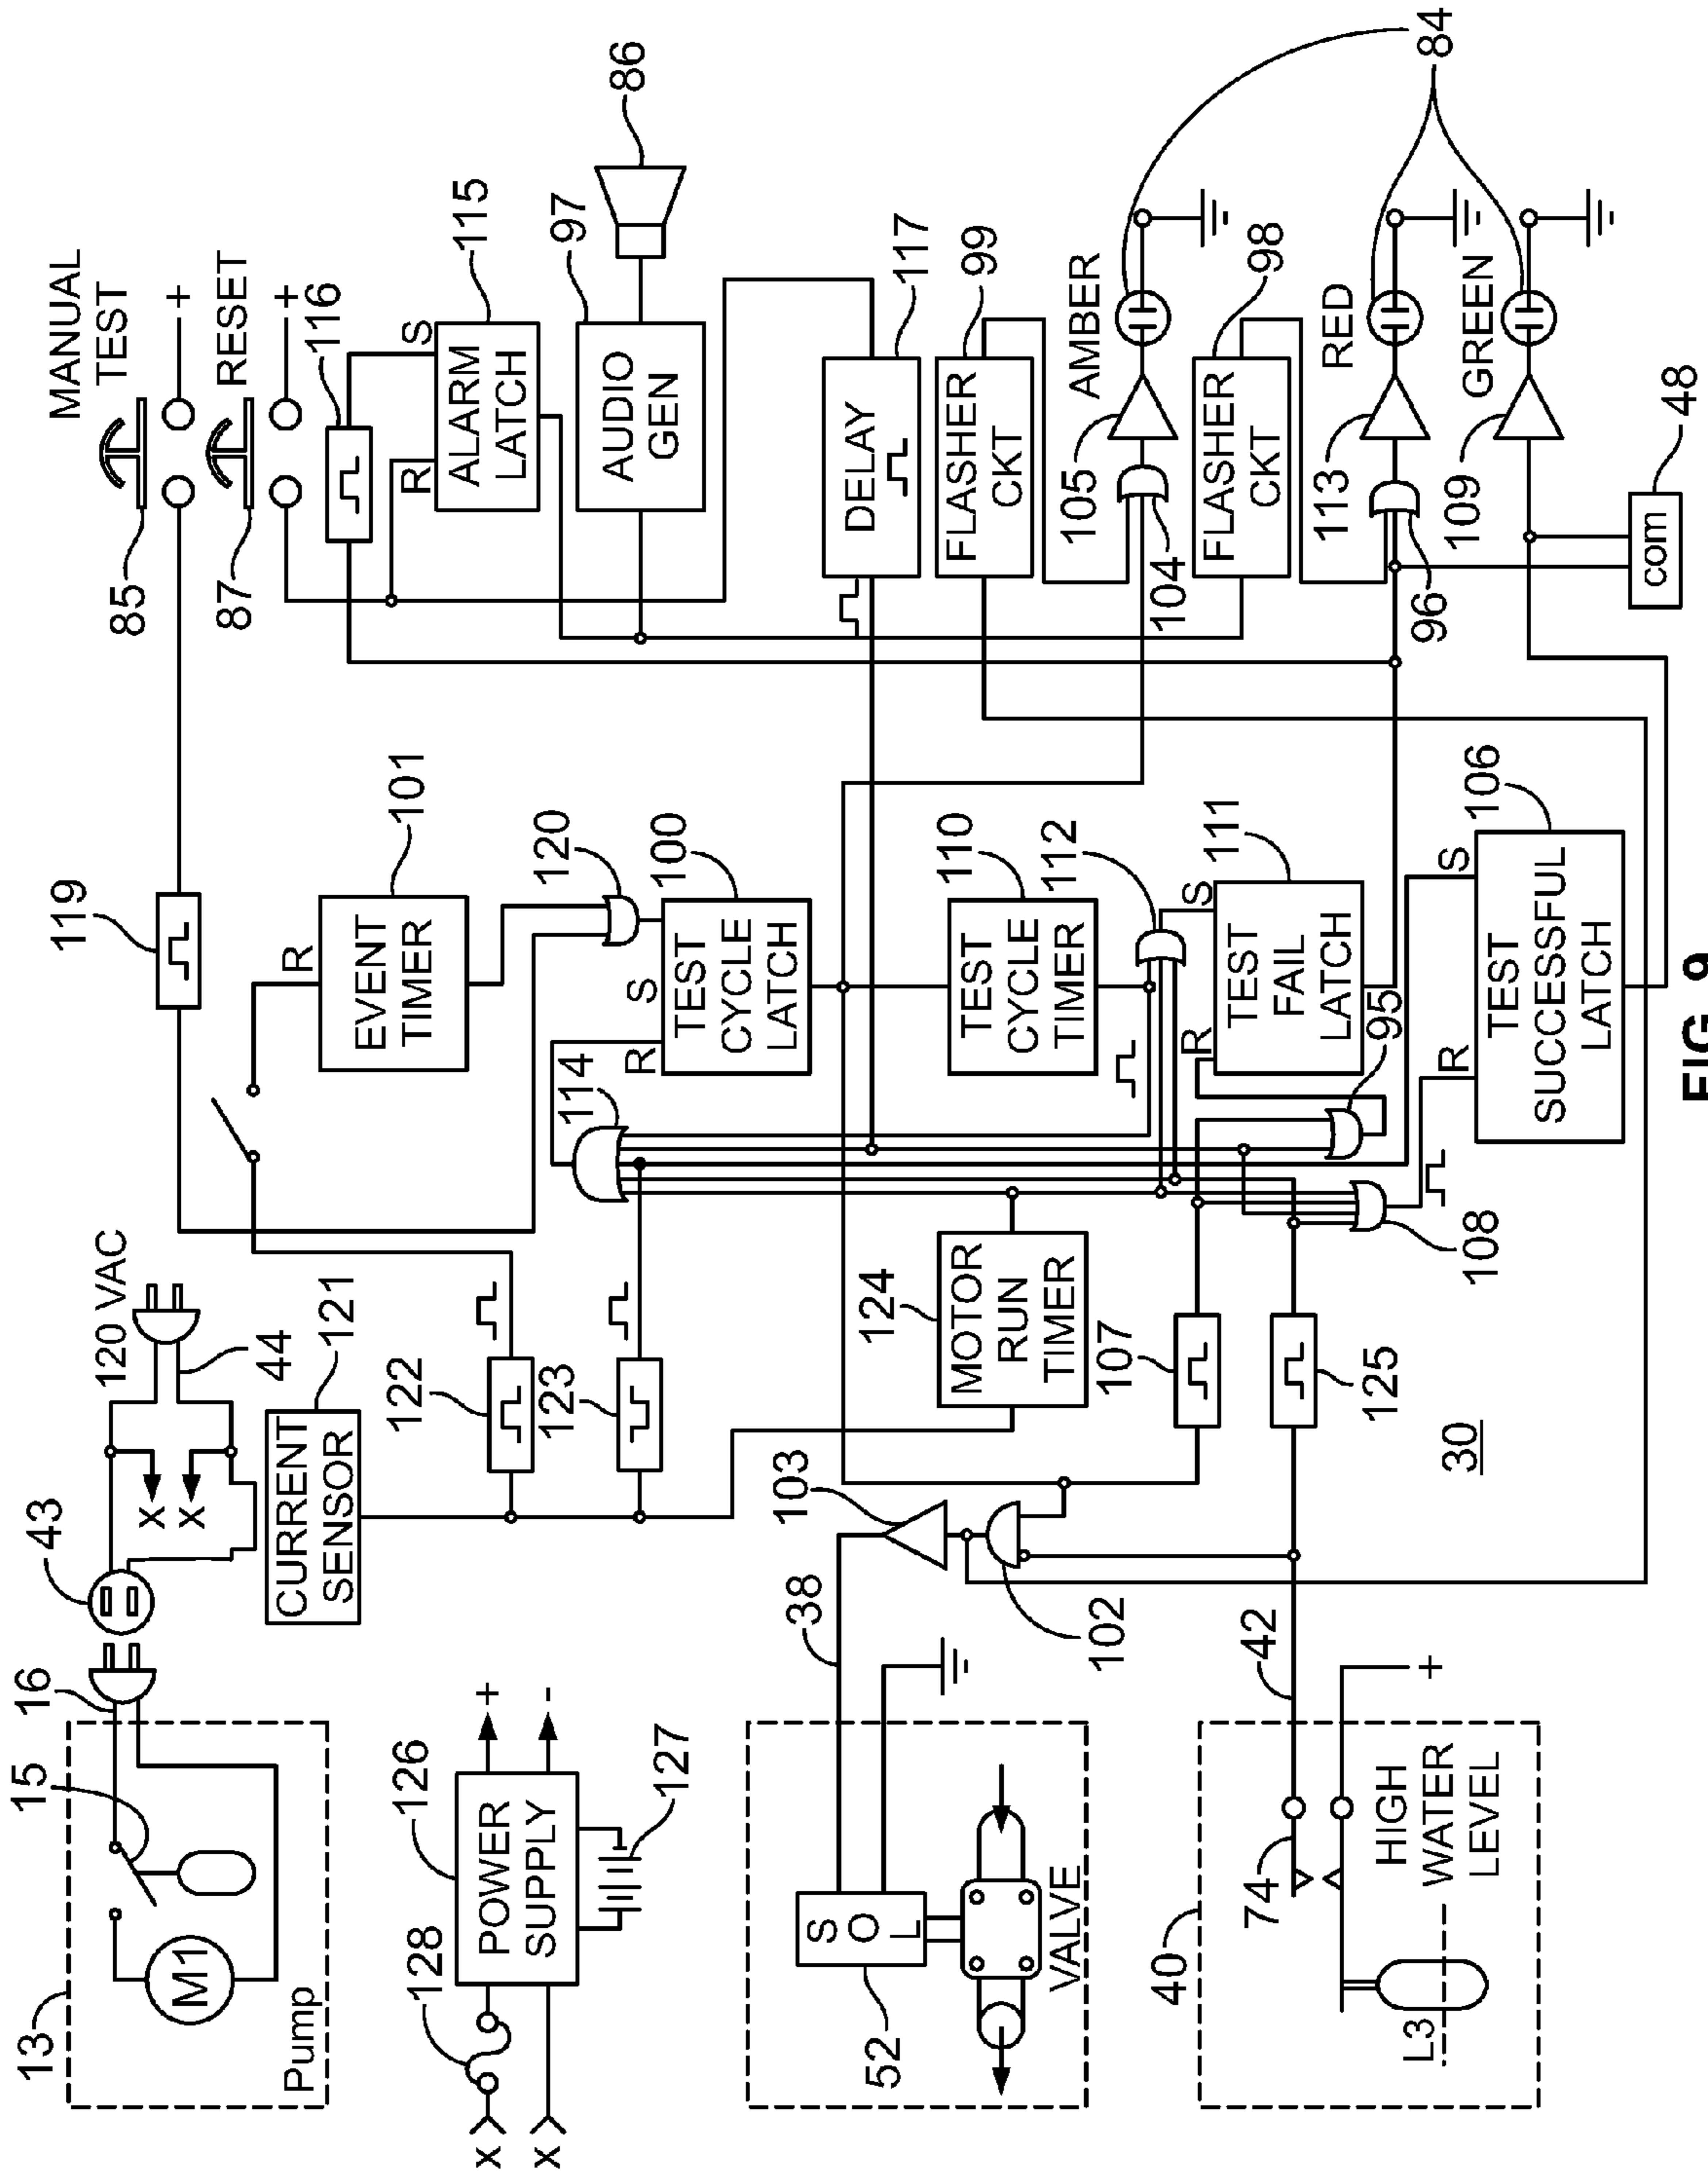 MANUAL
TEST
85
+
RESET
87
+
116
S
R
ALARM
LATCH
115
AUDIO
GEN
97
86
DELAY
117
FLASHER
CKT
99
AMBER
105
104
84
FLASHER
CKT
98
RED
113
96
GREEN
109
com
48
119
R
EVENT
TIMER
101
120
S
R
TEST
CYCLE
LATCH
100
114
TEST
CYCLE
TIMER
110
112
S
R
TEST
FAIL
LATCH
111
95
S
R
TEST
SUCCESSFUL
LATCH
106
108
120 VAC
44
43
X
X
CURRENT
SENSOR
121
122
123
MOTOR
RUN
TIMER
124
107
125
30
103
102
38
42
16
15
13
M1
Pump
POWER
SUPPLY
126
+
-
127
128
X
X
SOL
52
VALVE
40
74
+
HIGH
WATER
LEVEL
L3
FIG 9